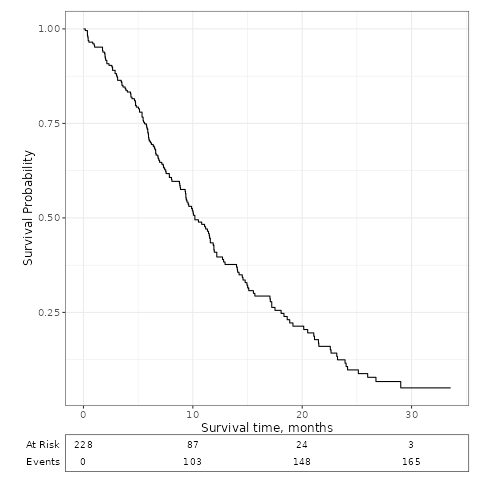 1.00
0.75
0.50
0.25
Survival Probability
0 10 20 30
Survival time, months
At Risk 228 87 24 3
Events 0 103 148 165